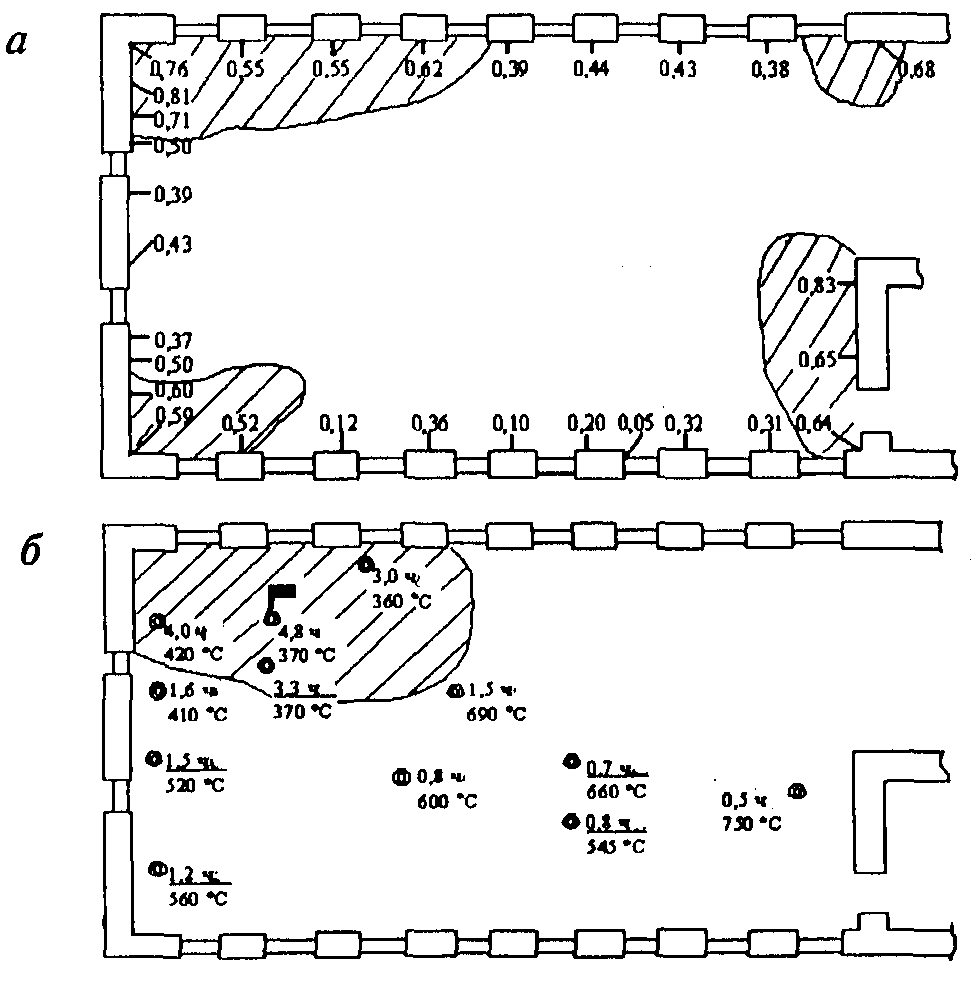 а
0,76 0,55 0,55 0,62 0,39 0,44 0,43 0,38 0,68
0,81
0,71
0,50
0,39
0,43
0,83
0,37
0,50
0,65
0,60
0,59
0,52 0,12 0,36 0,10 0,20 0,05 0,32 0,31 0,64
б
3,0 ч
360 °С
4,0 ч
420 °С
4,8 ч
370 °С
1,6 ч
410 °С
3,3 ч
370 °С
1,5 ч
690 °С
1,5 ч
520 °С
0,8 ч
600 °С
0,7 ч
660 °С
0,5 ч
750 °С
0,8 ч
545 °С
1,2 ч
560 °С